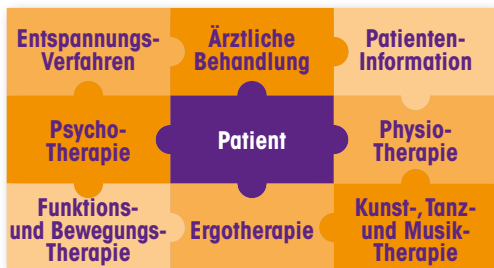 Entspannungs-
Verfahren
Ärztliche
Behandlung
Patienten-
Information
Psycho-
Therapie
Patient
Physio-
Therapie
Funktions-
und Bewegungs-
Therapie
Ergotherapie
Kunst-, Tanz-
und Musik-
Therapie